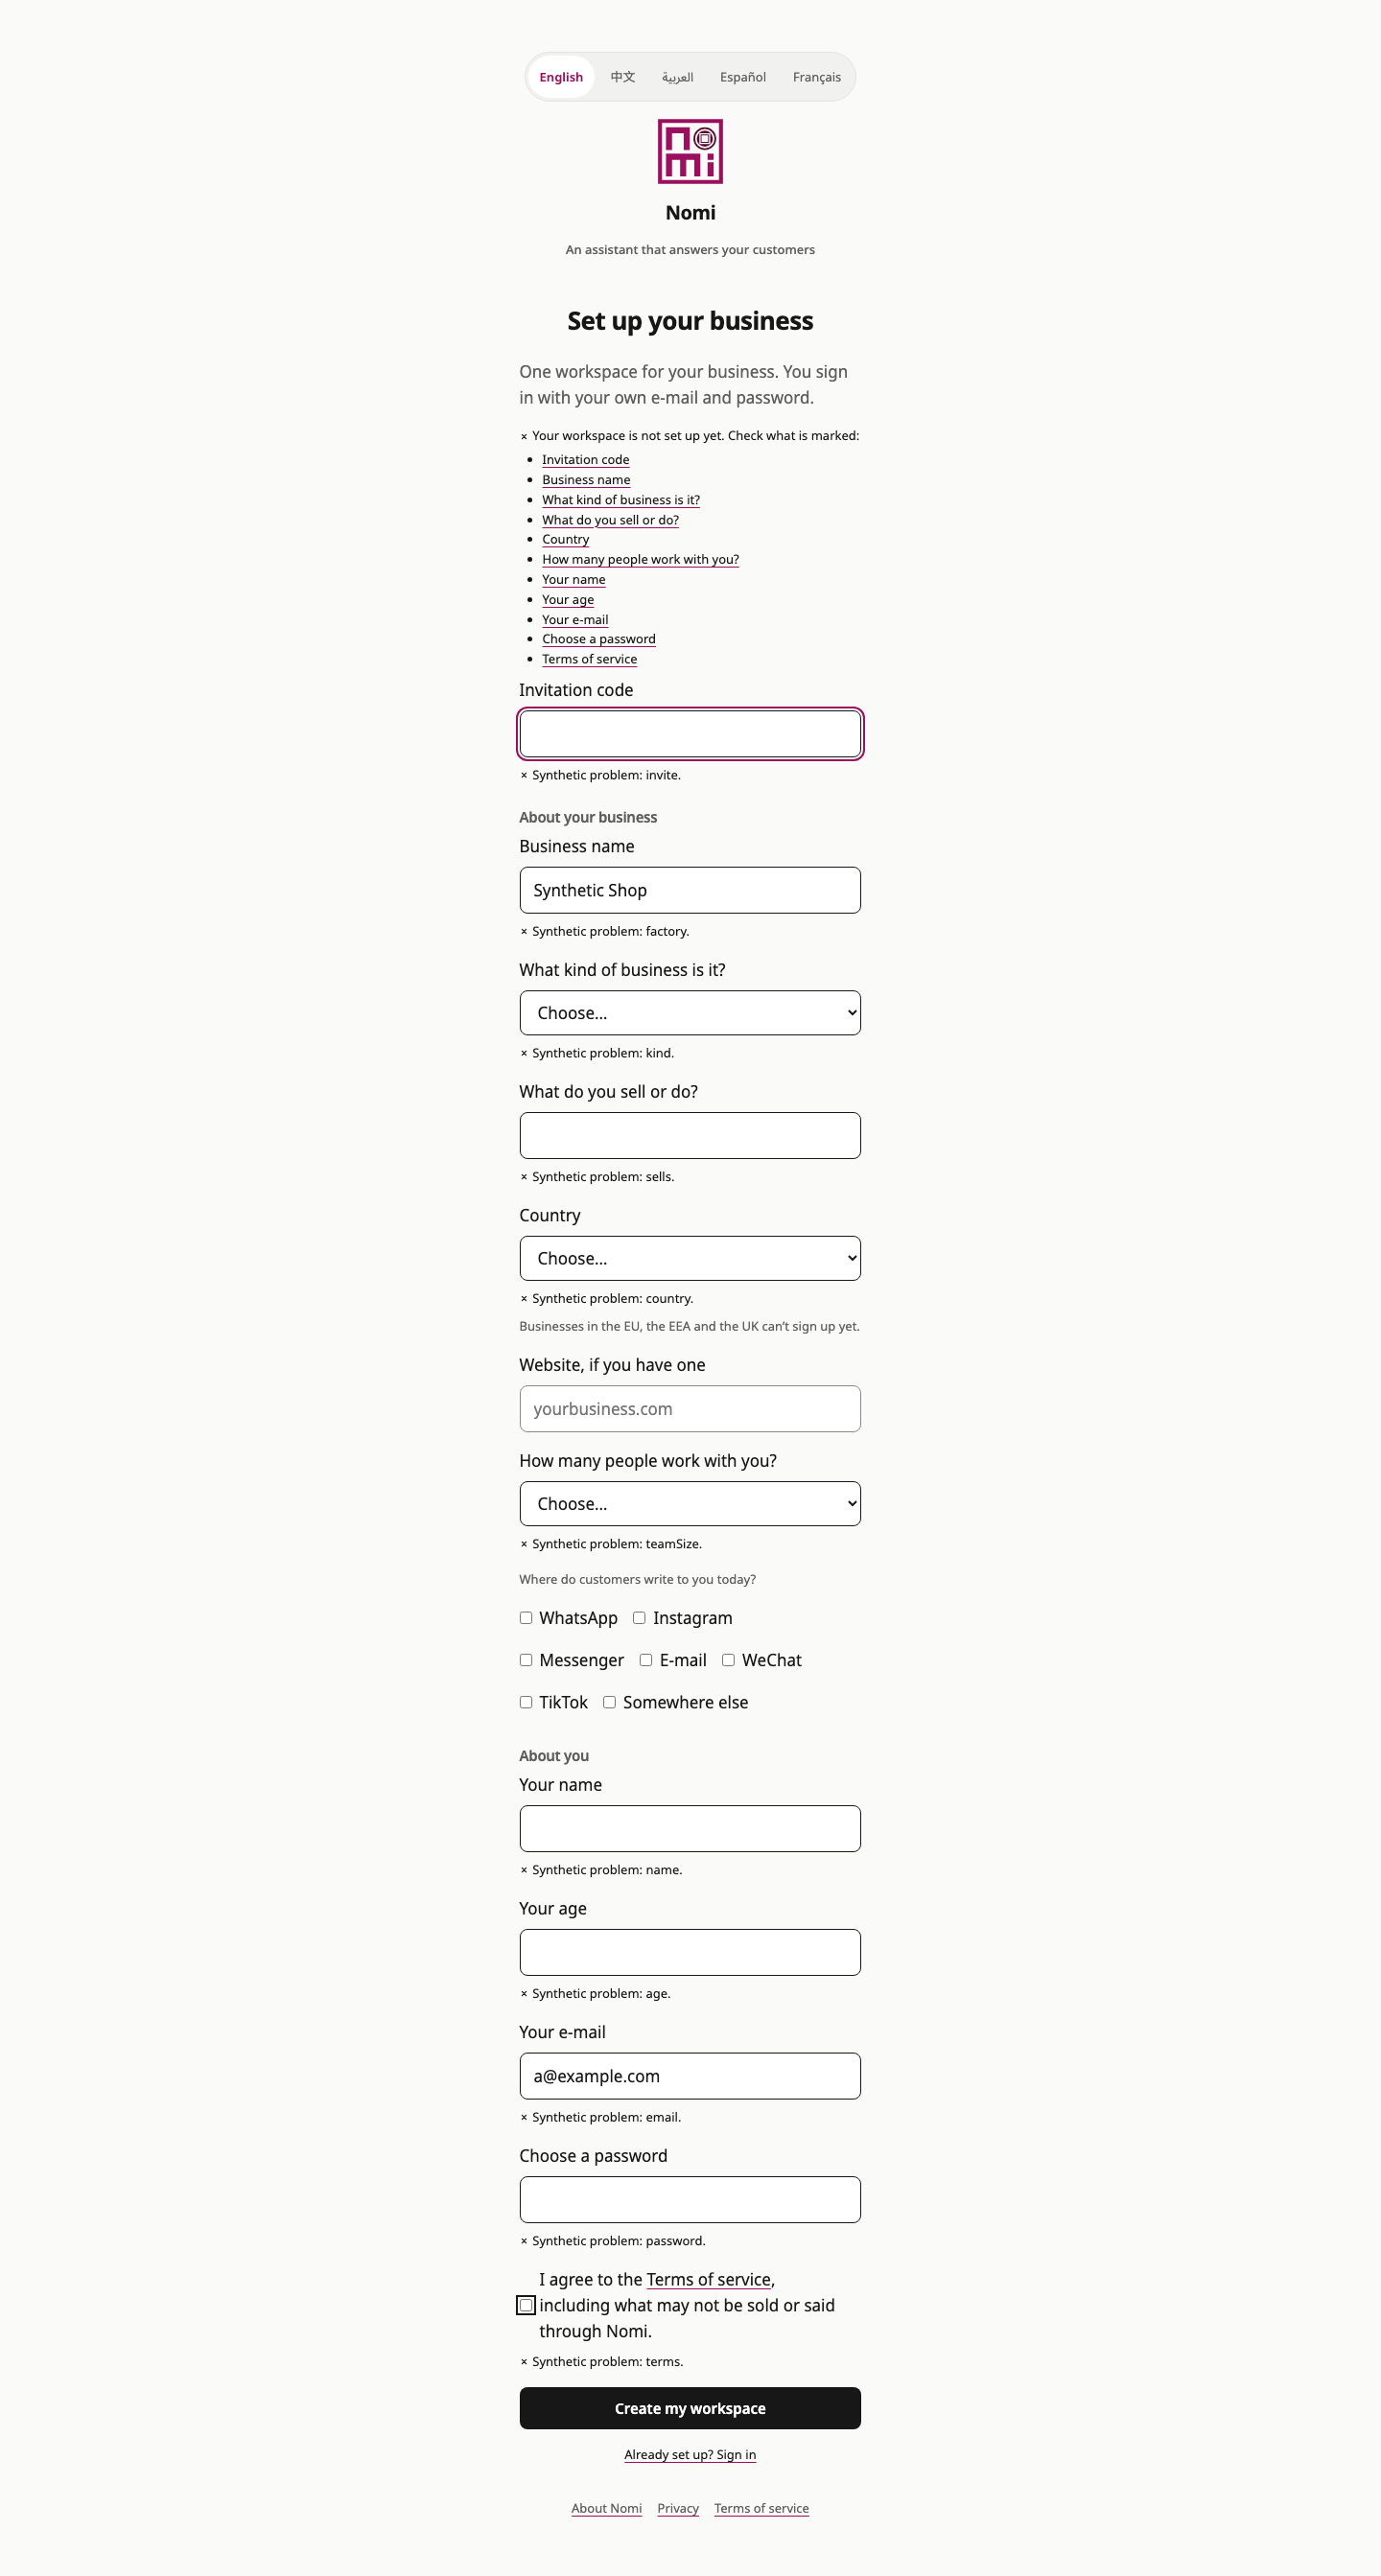 English 中文 العربية Español Français
nomi
Nomi
An assistant that answers your customers
Set up your business
One workspace for your business. You sign
in with your own e-mail and password.
× Your workspace is not set up yet. Check what is marked:
• Invitation code
• Business name
• What kind of business is it?
• What do you sell or do?
• Country
• How many people work with you?
• Your name
• Your age
• Your e-mail
• Choose a password
• Terms of service
Invitation code
× Synthetic problem: invite.
About your business
Business name
Synthetic Shop
× Synthetic problem: factory.
What kind of business is it?
Choose...
× Synthetic problem: kind.
What do you sell or do?
× Synthetic problem: sells.
Country
Choose...
× Synthetic problem: country.
Businesses in the EU, the EEA and the UK can’t sign up yet.
Website, if you have one
yourbusiness.com
How many people work with you?
Choose...
× Synthetic problem: teamSize.
Where do customers write to you today?
WhatsApp Instagram
Messenger E-mail WeChat
TikTok Somewhere else
About you
Your name
× Synthetic problem: name.
Your age
× Synthetic problem: age.
Your e-mail
a@example.com
× Synthetic problem: email.
Choose a password
× Synthetic problem: password.
I agree to the Terms of service,
including what may not be sold or said
through Nomi.
× Synthetic problem: terms.
Create my workspace
Already set up? Sign in
About Nomi Privacy Terms of service